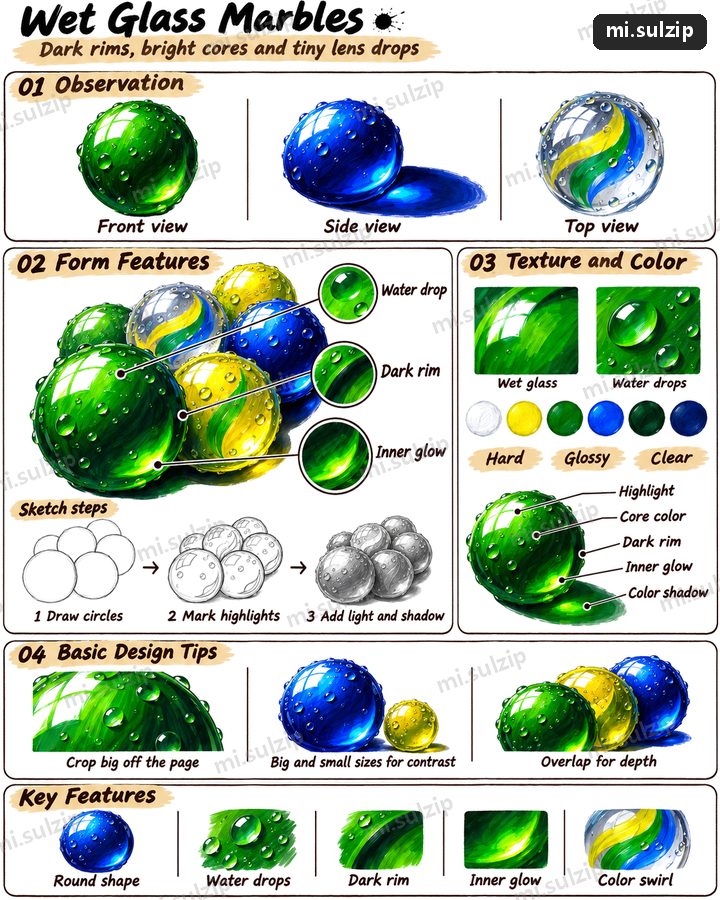 Wet Glass Marbles
mi.sulzip
Dark rims, bright cores and tiny lens drops
01 Observation
Front view
Side view
Top view
02 Form Features
Water drop
Dark rim
Inner glow
Sketch steps
1 Draw circles
2 Mark highlights
3 Add light and shadow
03 Texture and Color
Wet glass
Water drops
Hard
Glossy
Clear
Highlight
Core color
Dark rim
Inner glow
Color shadow
04 Basic Design Tips
Crop big off the page
Big and small sizes for contrast
Overlap for depth
Key Features
Round shape
Water drops
Dark rim
Inner glow
Color swirl